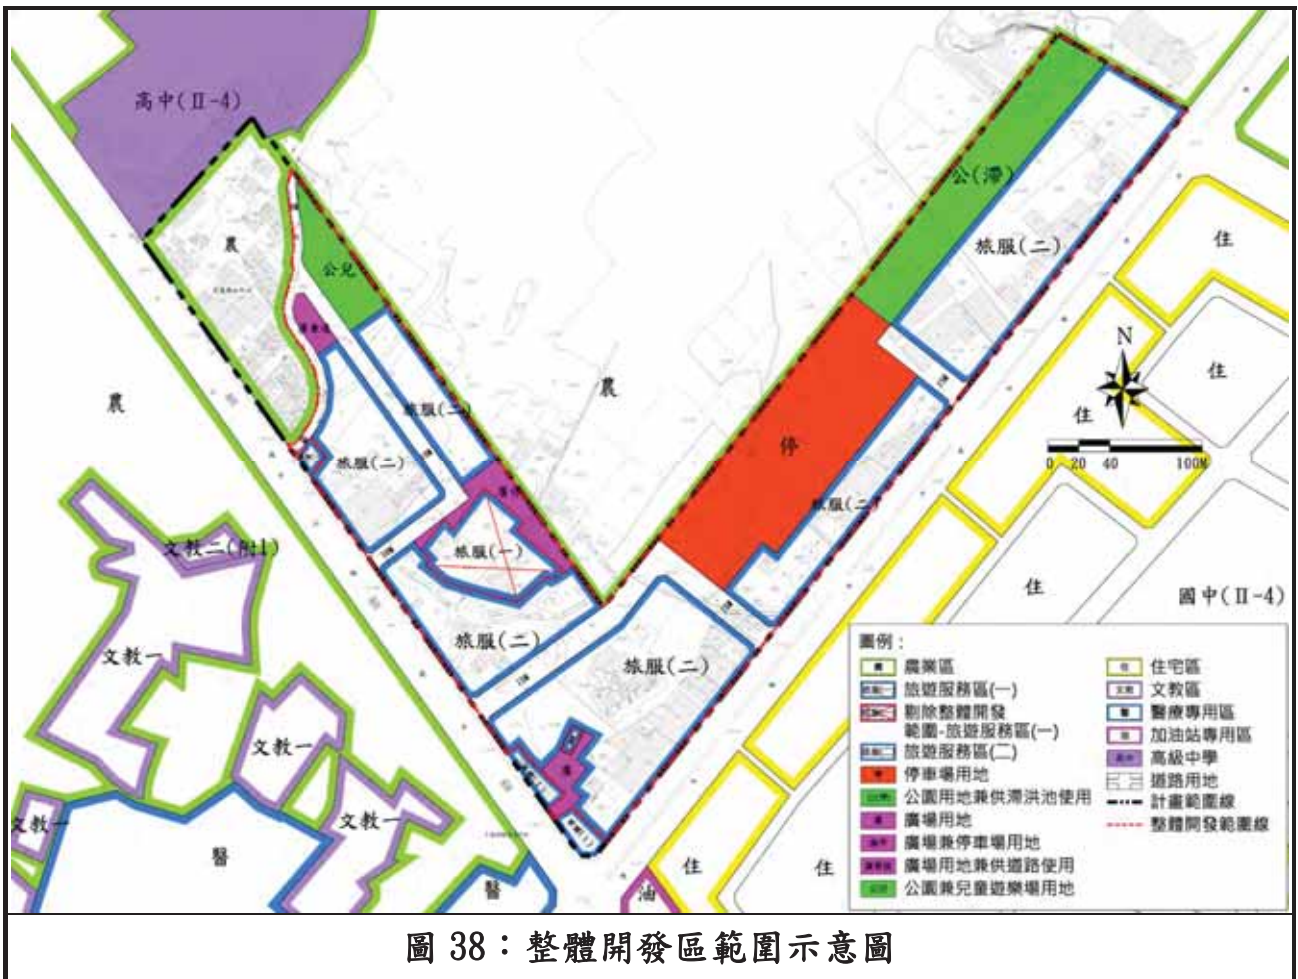 高中(Ⅱ-4)
農
公兒
公(滯)
旅服(二)
住
住
N
住
0 20 40 100M
農
農
旅服(二)
旅服(二)
停
旅服(二)
文教二(附1)
旅服(一)
住
國中(Ⅱ-4)
文教一
旅服(二)
旅服(二)
文教一
廣
文教一
文教一
醫
醫
油
住
住
圖例：
農業區
旅遊服務區(一)
剔除整體開發
範圍-旅遊服務區(一)
旅遊服務區(二)
停車場用地
公園用地兼供滯洪池使用
廣場用地
廣場兼停車場用地
廣場用地兼供道路使用
公園兼兒童遊樂場用地
住宅區
文教區
醫療專用區
加油站專用區
高級中學
道路用地
計畫範圍線
整體開發範圍線
圖 38：整體開發區範圍示意圖